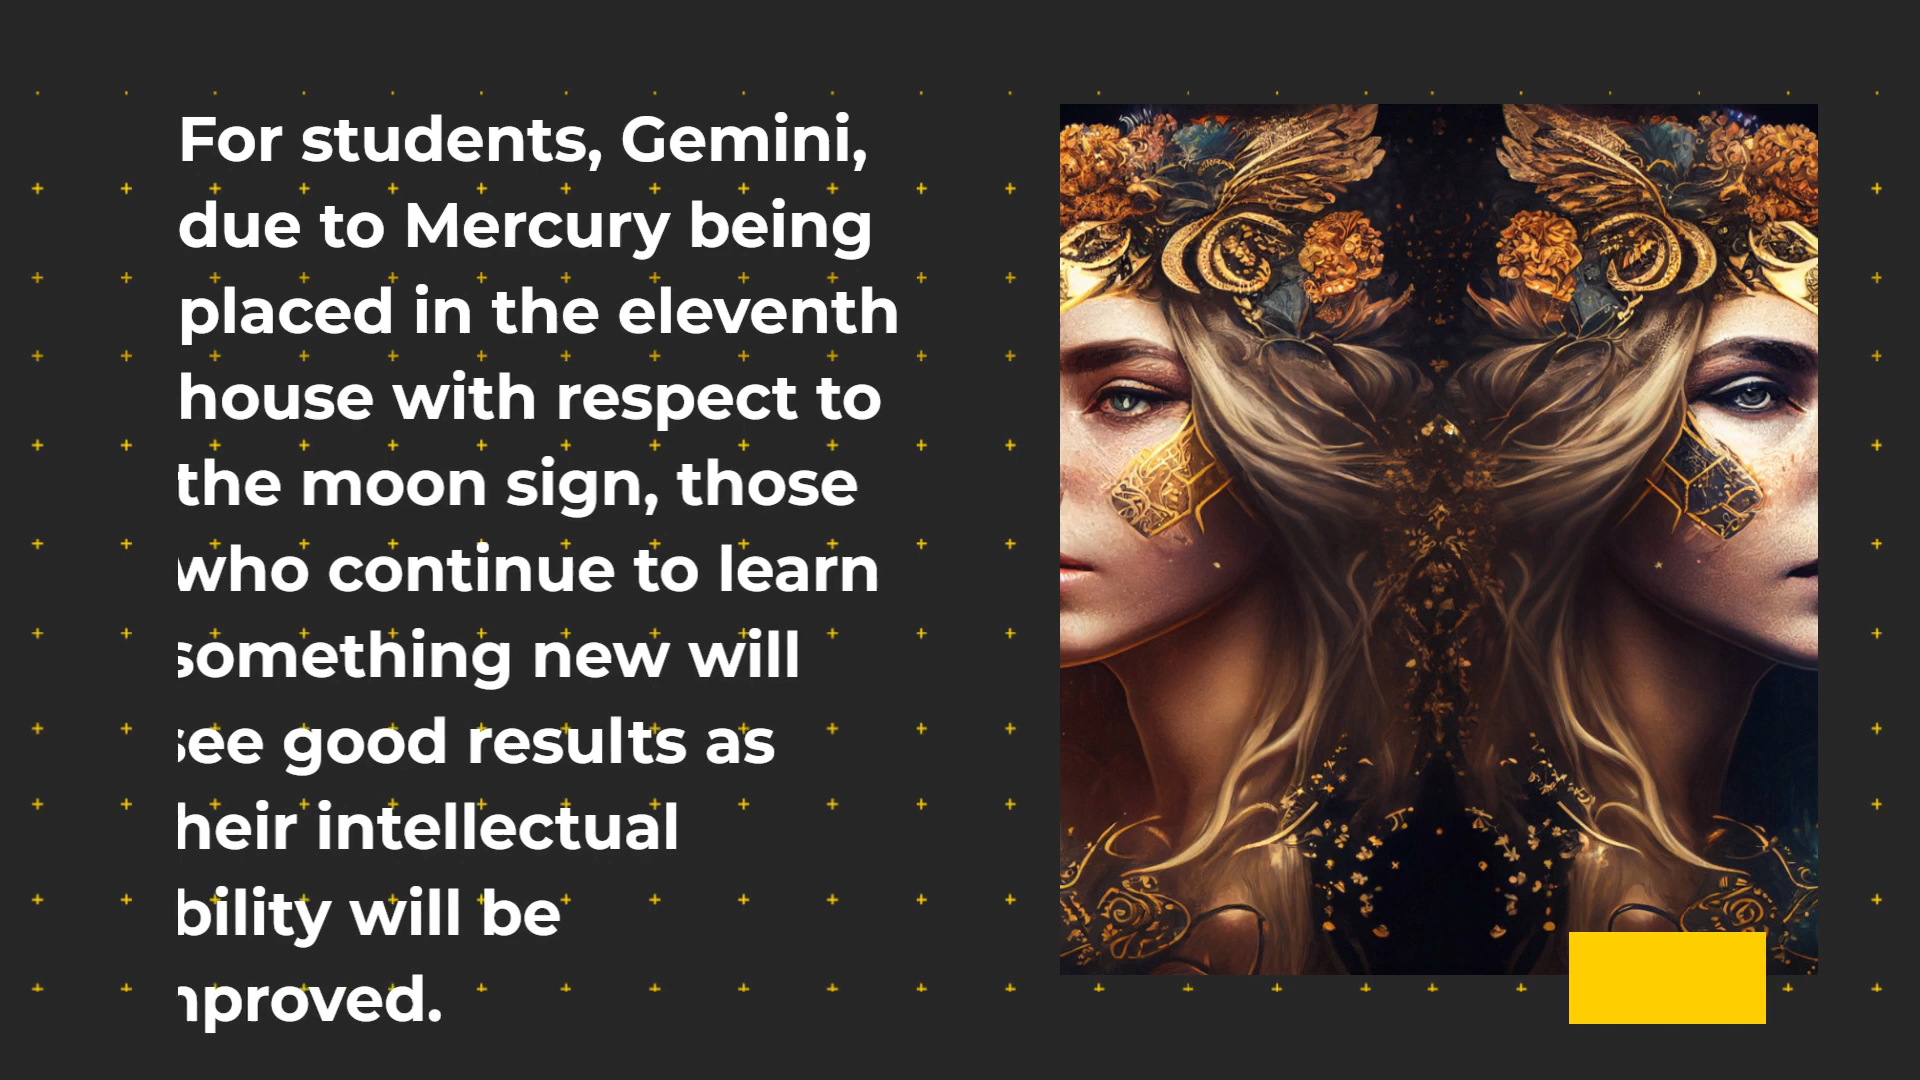 For students, Gemini,
due to Mercury being
placed in the eleventh
house with respect to
the moon sign, those
who continue to learn
something new will
see good results as
heir intellectual
bility will be
nproved.